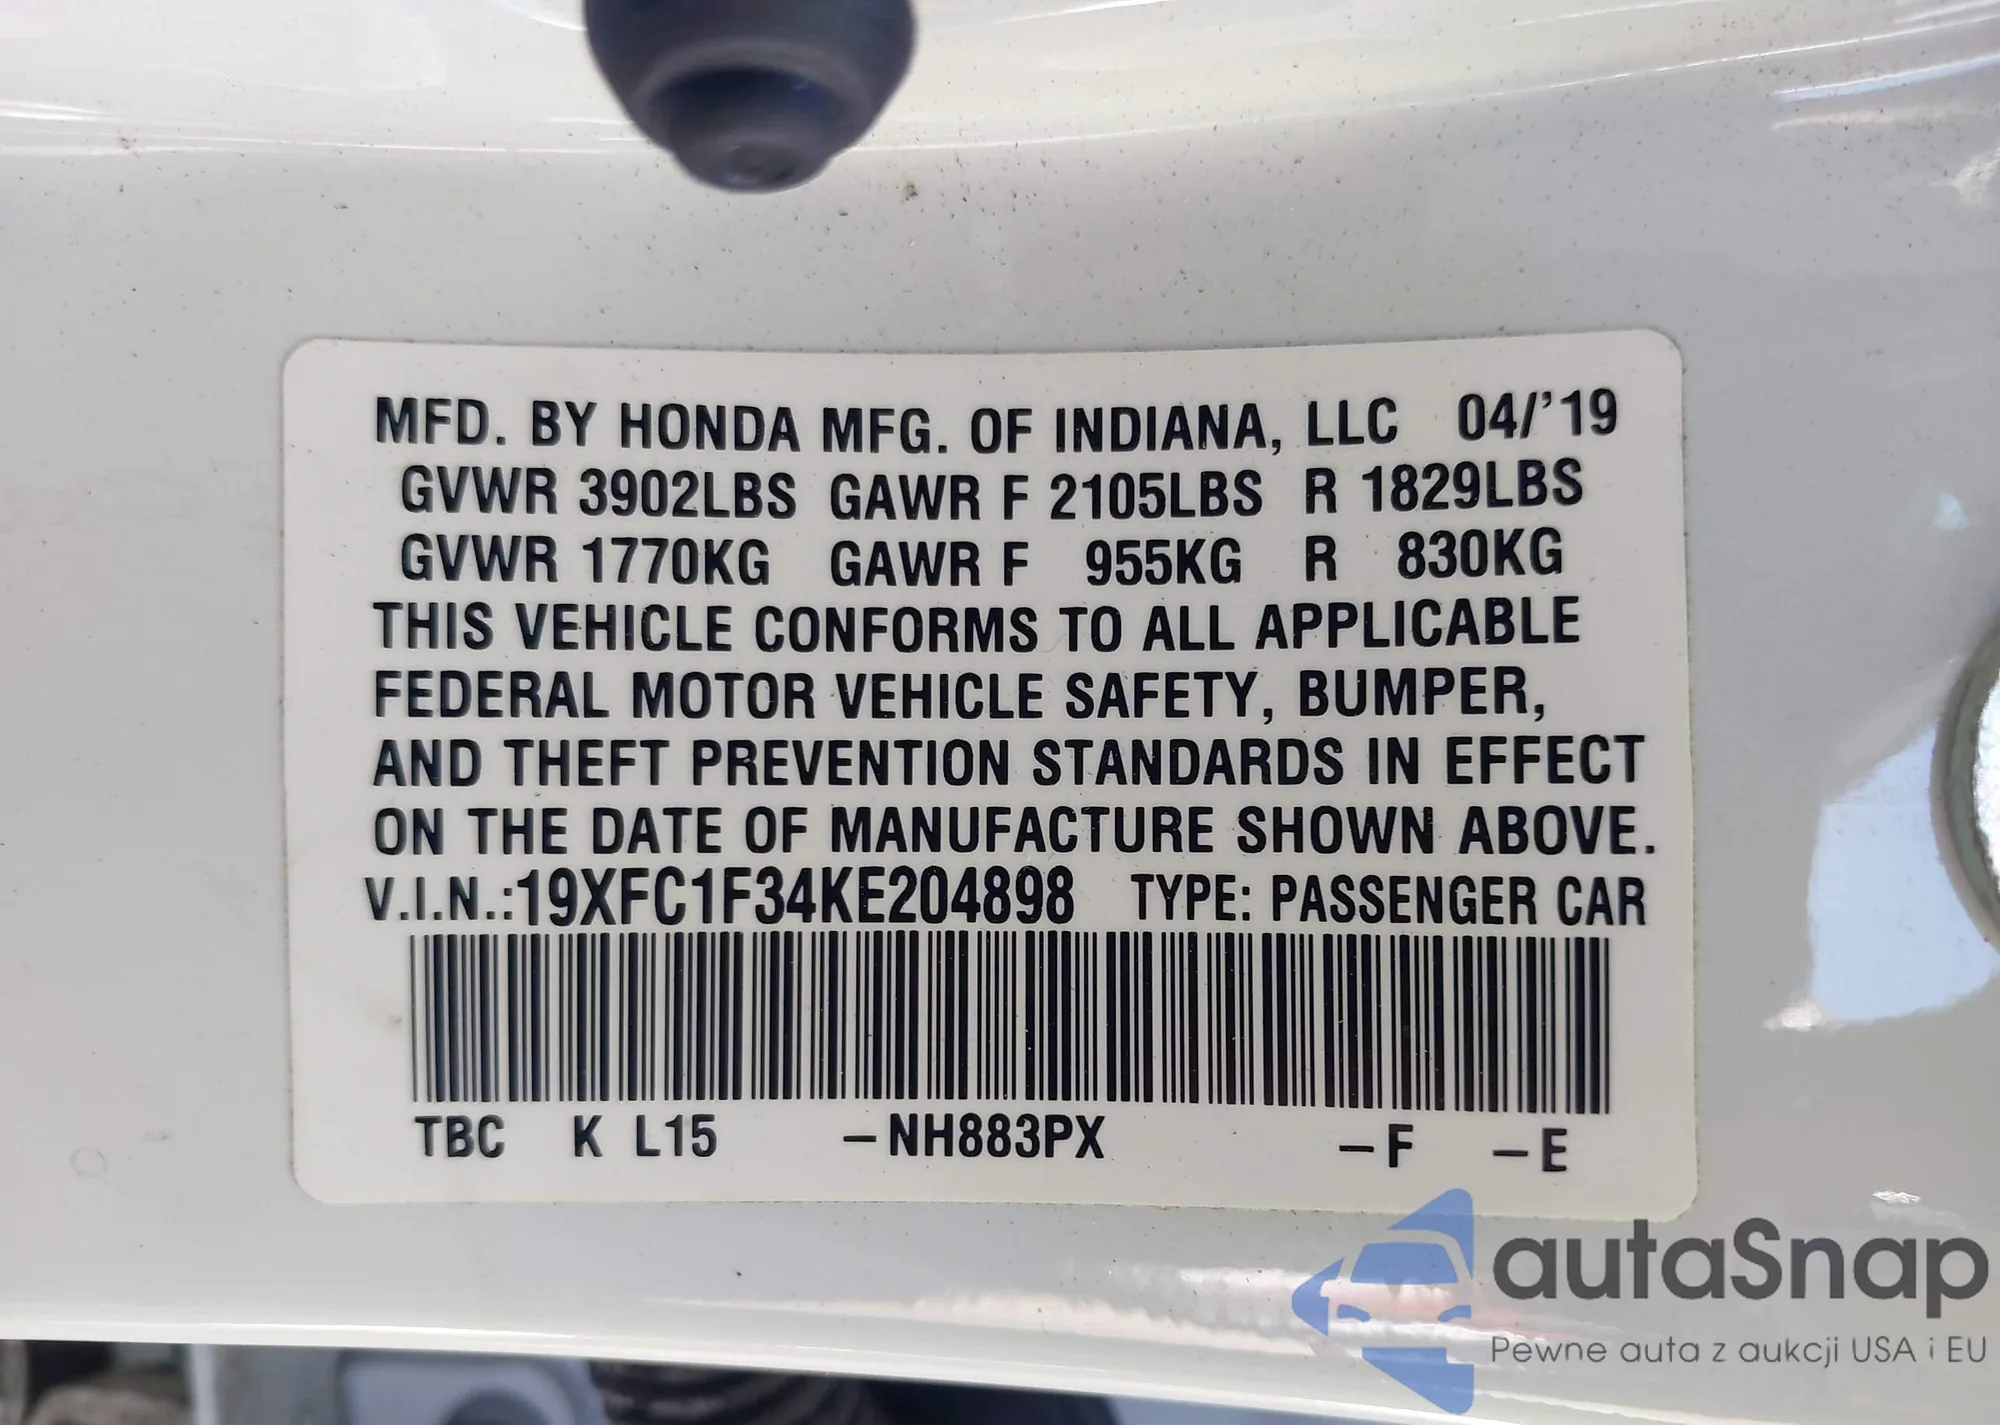 MFD. BY HONDA MFG. OF INDIANA, LLC 04/'19
GVWR 3902LBS GAWR F 2105LBS R 1829LBS
GVWR 1770KG GAWR F 955KG R 830KG
THIS VEHICLE CONFORMS TO ALL APPLICABLE
FEDERAL MOTOR VEHICLE SAFETY, BUMPER,
AND THEFT PREVENTION STANDARDS IN EFFECT
ON THE DATE OF MANUFACTURE SHOWN ABOVE.
V.I.N.:19XFC1F34KE204898 TYPE: PASSENGER CAR
TBC K L15 –NH883PX –F –E
autaSnap
Pewne auta z aukcji USA i EU